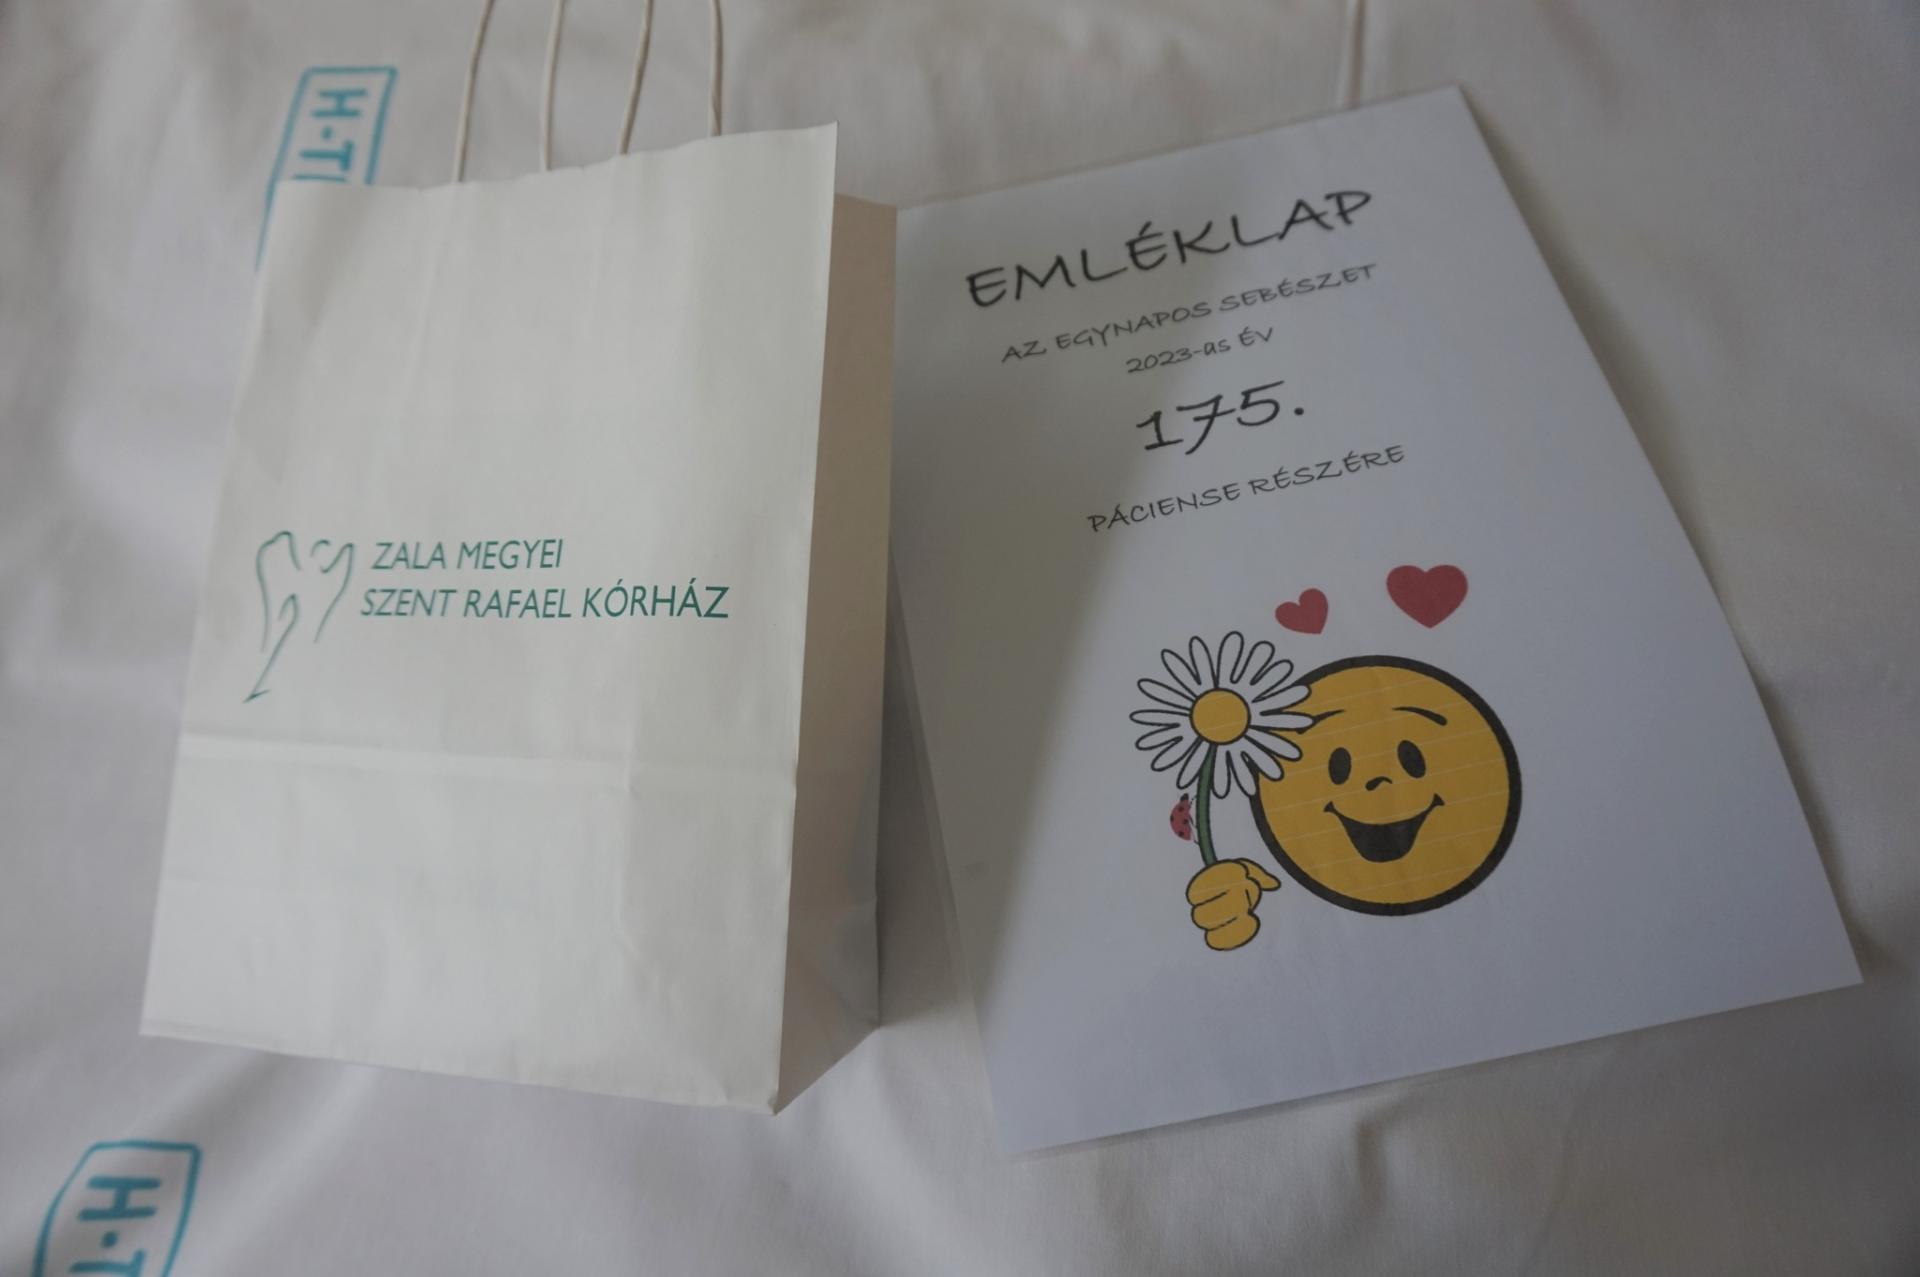 H-T
ZALA MEGYEI
SZENT RAFAEL KÓRHÁZ
EMLÉKLAP
AZ EGYNAPOS SEBÉSZET
2023-as ÉV
175.
PÁCIENSE RÉSZÉRE
H-T